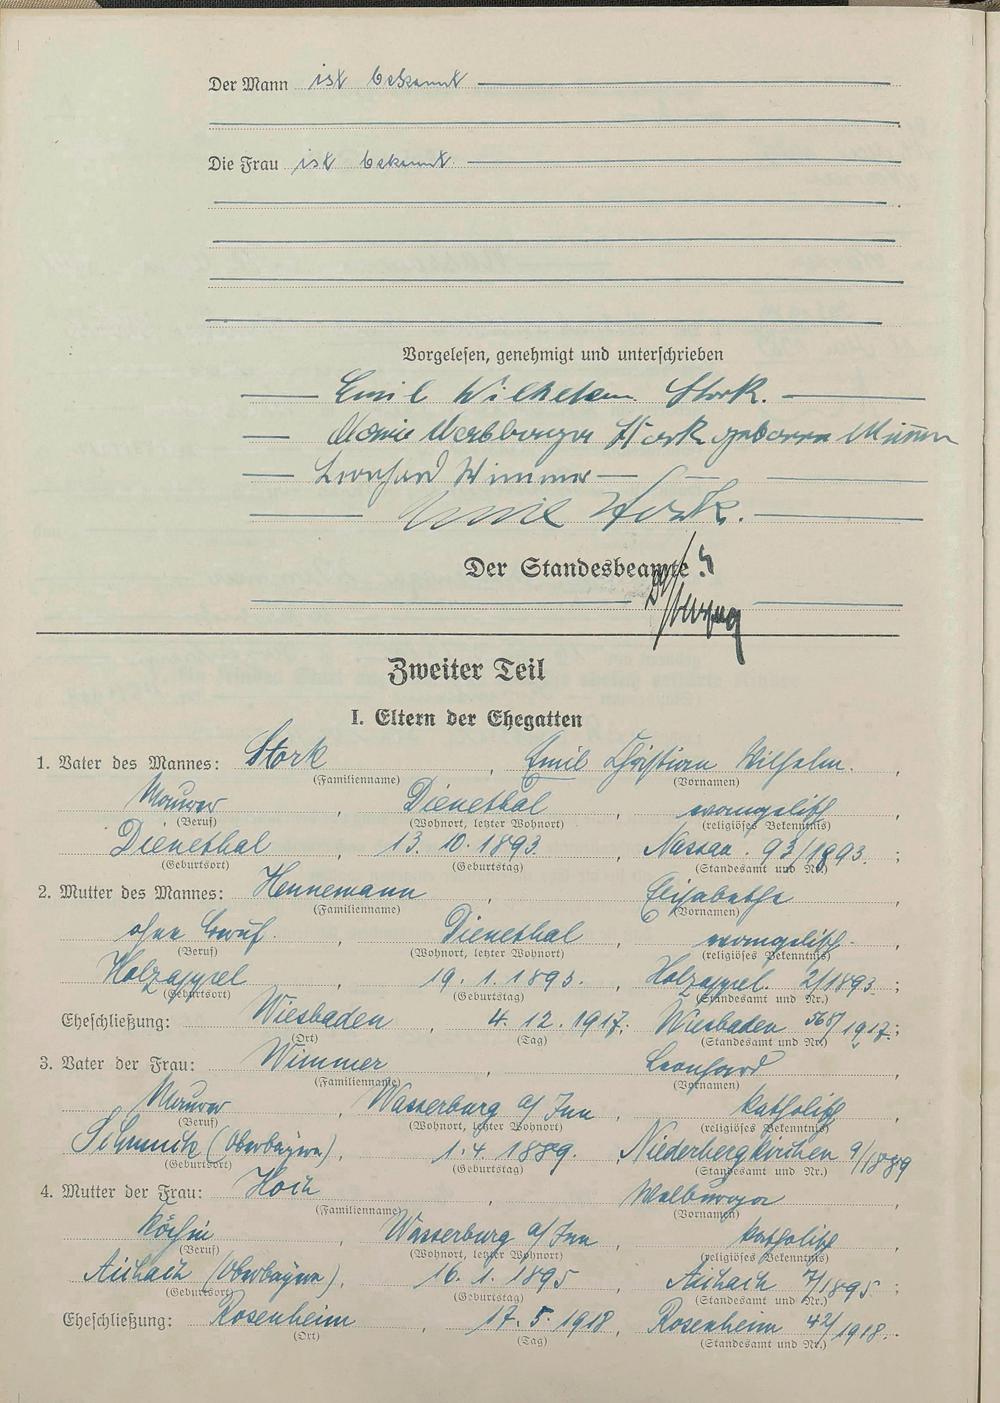 Der Mann ist bekannt
Die Frau ist bekannt.
Vorgelesen, genehmigt und unterschrieben
Emil Wilhelm Stork.
Marie Walburga Stork geborene Wimmer
Leonhard Wimmer
Emil Stork.
Der Standesbeamte
Zweiter Teil
I. Eltern der Ehegatten
1. Vater des Mannes: Stork, Emil Christian Wilhelm.,
(Familienname) (Vornamen)
Maurer, Dienethal, evangelisch
(Beruf) (Wohnort, letzter Wohnort) (religiöses Bekenntnis)
Dienethal, 13. 10. 1893., Nassau. 93/1893.;
(Geburtsort) (Geburtstag) (Standesamt und Nr.)
2. Mutter des Mannes: Hennemann, Elisabethe,
(Familienname) (Vornamen)
ohne Beruf., Dienethal, evangelisch.,
(Beruf) (Wohnort, letzter Wohnort) (religiöses Bekenntnis)
Holzappel, 19. 1. 1893., Holzappel. 2/1893.;
(Geburtsort) (Geburtstag) (Standesamt und Nr.)
Eheschließung: Wiesbaden, 4. 12. 1917; Wiesbaden /1917.;
(Ort) (Tag) (Standesamt und Nr.)
3. Vater der Frau: Wimmer, Leonhard,
(Familienname) (Vornamen)
Maurer, Wasserburg a/Inn, katholisch,
(Beruf) (Wohnort, letzter Wohnort) (religiöses Bekenntnis)
(Oberbayern), 1. 4. 1889., Niederbergkirchen 9/1889
(Geburtsort) (Geburtstag) (Standesamt und Nr.)
4. Mutter der Frau: Hoch, Walburga
(Familienname) (Vornamen)
Köchin, Wasserburg a/Inn, katholisch,
(Beruf) (Wohnort, letzter Wohnort) (religiöses Bekenntnis)
Aichach (Oberbayern), 16. 1. 1895, Aichach 7/1895;
(Geburtsort) (Geburtstag) (Standesamt und Nr.)
Eheschließung: Rosenheim, 17. 5. 1918, Rosenheim 42/1918.
(Ort) (Tag) (Standesamt und Nr.)